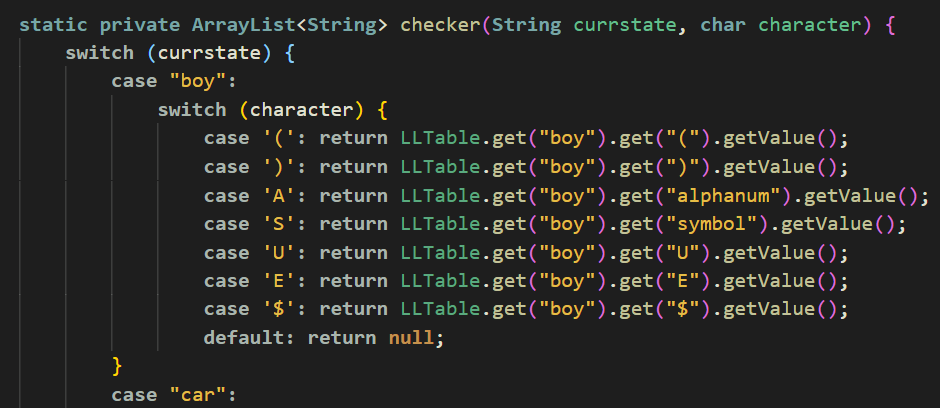 static private ArrayList<String> checker(String currstate, char character) {
switch (currstate) {
case "boy":
switch (character) {
case '(': return LLTable.get("boy").get("(").getValue();
case ')': return LLTable.get("boy").get(")").getValue();
case 'A': return LLTable.get("boy").get("alphanum").getValue();
case 'S': return LLTable.get("boy").get("symbol").getValue();
case 'U': return LLTable.get("boy").get("U").getValue();
case 'E': return LLTable.get("boy").get("E").getValue();
case '$': return LLTable.get("boy").get("$").getValue();
default: return null;
}
case "car":